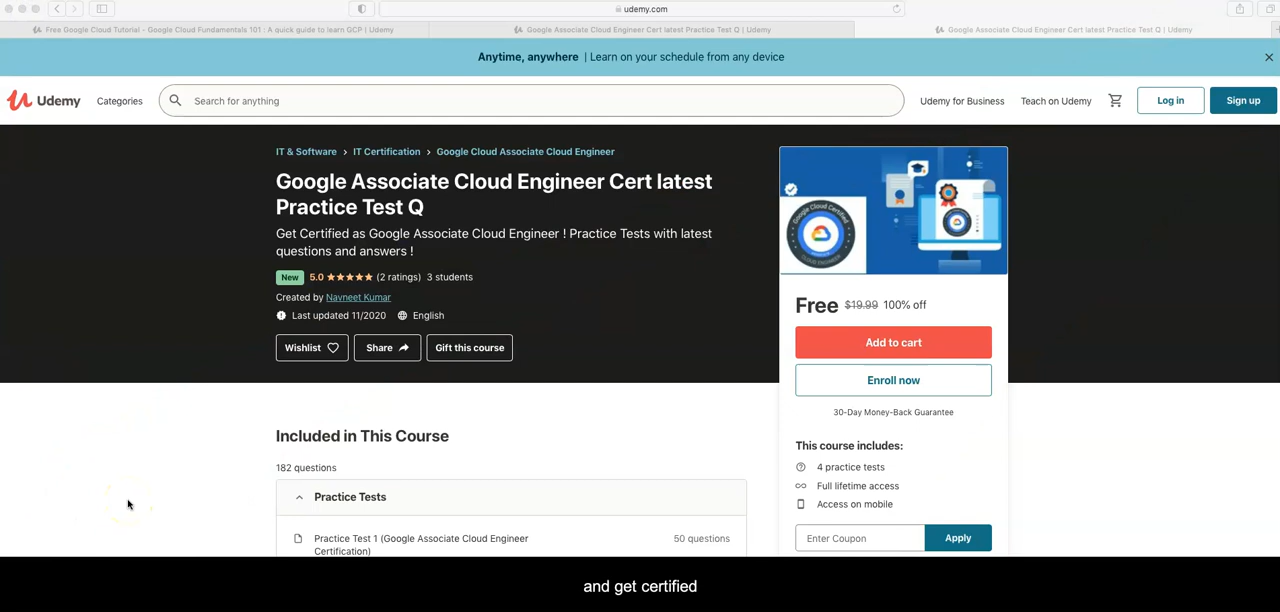 udemy.com
Free Google Cloud Tutorial - Google Cloud Fundamentals 101 : A quick guide to learn GCP | Udemy
Google Associate Cloud Engineer Cert latest Practice Test Q | Udemy
Google Associate Cloud Engineer Cert latest Practice Test Q | Udemy
Anytime, anywhere | Learn on your schedule from any device
Udemy
Categories
Search for anything
Udemy for Business
Teach on Udemy
Log in
Sign up
IT & Software › IT Certification › Google Cloud Associate Cloud Engineer
Google Associate Cloud Engineer Cert latest
Practice Test Q
Get Certified as Google Associate Cloud Engineer ! Practice Tests with latest
questions and answers !
New 5.0 (2 ratings) 3 students
Created by Navneet Kumar
Last updated 11/2020 English
Wishlist
Share
Gift this course
Google Cloud Certified
CLOUD ENGINEER
Free $19.99 100% off
Add to cart
Enroll now
30-Day Money-Back Guarantee
This course includes:
4 practice tests
Full lifetime access
Access on mobile
Enter Coupon
Apply
Included in This Course
182 questions
Practice Tests
Practice Test 1 (Google Associate Cloud Engineer
Certification)
50 questions
and get certified